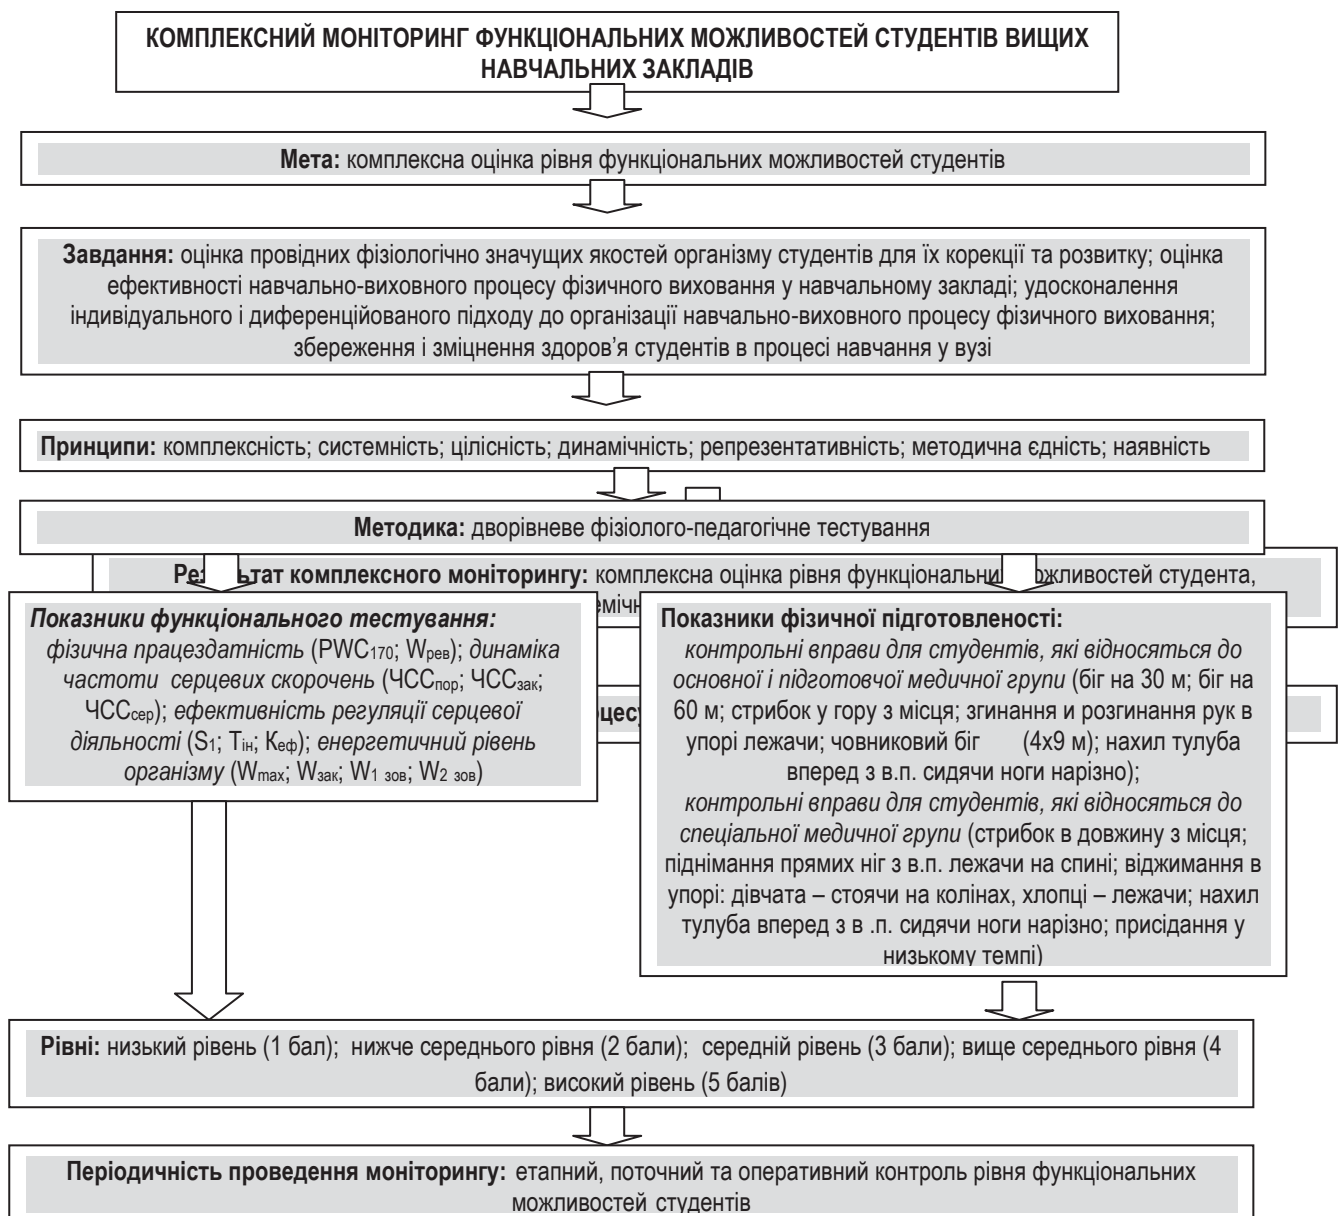 КОМПЛЕКСНИЙ МОНІТОРИНГ ФУНКЦІОНАЛЬНИХ МОЖЛИВОСТЕЙ СТУДЕНТІВ ВИЩИХ
НАВЧАЛЬНИХ ЗАКЛАДІВ
Мета: комплексна оцінка рівня функціональних можливостей студентів
Завдання: оцінка провідних фізіологічно значущих якостей організму студентів для їх корекції та розвитку; оцінка
ефективності навчально-виховного процесу фізичного виховання у навчальному закладі; удосконалення
індивідуального і диференційованого підходу до організації навчально-виховного процесу фізичного виховання;
збереження і зміцнення здоров’я студентів в процесі навчання у вузі
Принципи: комплексність; системність; цілісність; динамічність; репрезентативність; методична єдність; наявність
Методика: дворівневе фізіолого-педагогічне тестування
комплексного моніторингу: комплексна оцінка рівня студента,
Показники функціонального тестування:
фізична працездатність (PWC170; Wрев); динаміка
частоти серцевих скорочень (ЧССпор; ЧССзак;
ЧССсер); ефективність регуляції серцевої
діяльності (S1; Тін; Кеф); енергетичний рівень
організму (Wmax; Wзак; W1 зов; W2 зов)
Показники фізичної підготовленості:
контрольні вправи для студентів, які відносяться до
основної і підготовчої медичної групи (біг на 30 м; біг на
60 м; стрибок у гору з місця; згинання и розгинання рук в
упорі лежачи; човниковий біг (4х9 м); нахил тулуба
вперед з в.п. сидячи ноги нарізно);
контрольні вправи для студентів, які відносяться до
спеціальної медичної групи (стрибок в довжину з місця;
піднімання прямих ніг з в.п. лежачи на спині; віджимання в
упорі: дівчата – стоячи на колінах, хлопці – лежачи; нахил
тулуба вперед з в .п. сидячи ноги нарізно; присідання у
низькому темпі)
Рівні: низький рівень (1 бал); нижче середнього рівня (2 бали); середній рівень (3 бали); вище середнього рівня (4
бали); високий рівень (5 балів)
Періодичність проведення моніторингу: етапний, поточний та оперативний контроль рівня функціональних
можливостей студентів